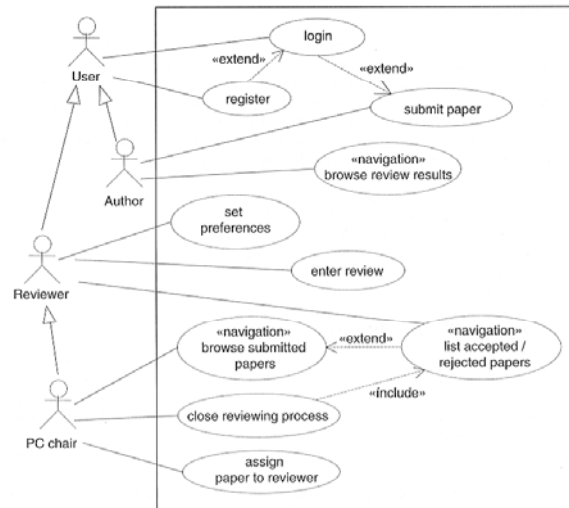 login
«extend»
«extend»
User
register
submit paper
«navigation»
browse review results
Author
set
preferences
enter review
Reviewer
«navigation»
browse submitted
papers
«extend»
«navigation»
list accepted /
rejected papers
«include»
close reviewing process
PC chair
assign
paper to reviewer